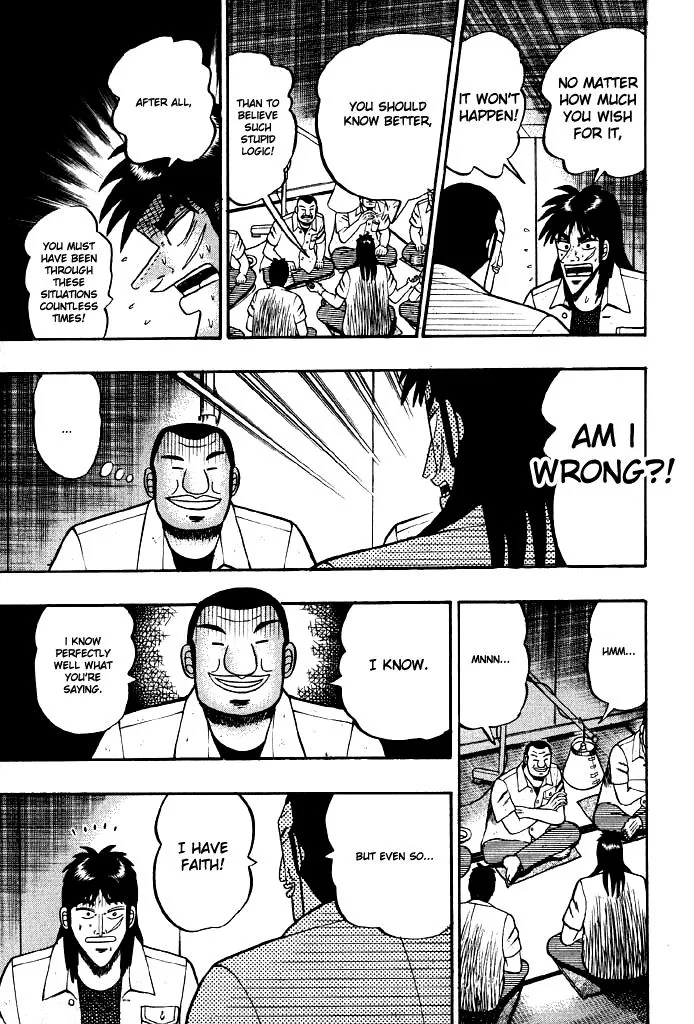 NO MATTER
HOW MUCH
YOU WISH
FOR IT,
IT WON'T
HAPPEN!
YOU SHOULD
KNOW BETTER,
THAN TO
BELIEVE
SUCH
STUPID
LOGIC!
AFTER ALL,
YOU MUST
HAVE BEEN
THROUGH
THESE
SITUATIONS
COUNTLESS
TIMES!
AM I
WRONG?!
...
HMM...
MNNN...
I KNOW.
I KNOW
PERFECTLY
WELL WHAT
YOU'RE
SAYING.
BUT EVEN SO...
I HAVE
FAITH!